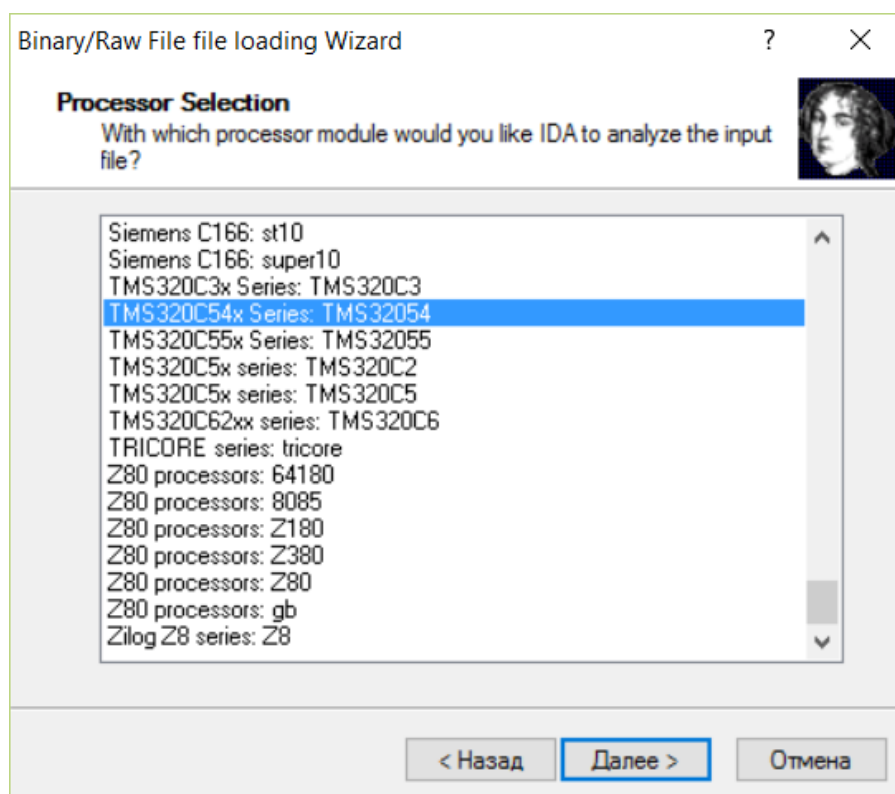 Binary/Raw File file loading Wizard
?
Processor Selection
With which processor module would you like IDA to analyze the input
file?
Siemens C166: st10
Siemens C166: super10
TMS320C3x Series: TMS320C3
TMS320C54x Series: TMS32054
TMS320C55x Series: TMS32055
TMS320C5x series: TMS320C2
TMS320C5x series: TMS320C5
TMS320C62xx series: TMS320C6
TRICORE series: tricore
Z80 processors: 64180
Z80 processors: 8085
Z80 processors: Z180
Z80 processors: Z380
Z80 processors: Z80
Z80 processors: gb
Zilog Z8 series: Z8
< Назад
Далее >
Отмена